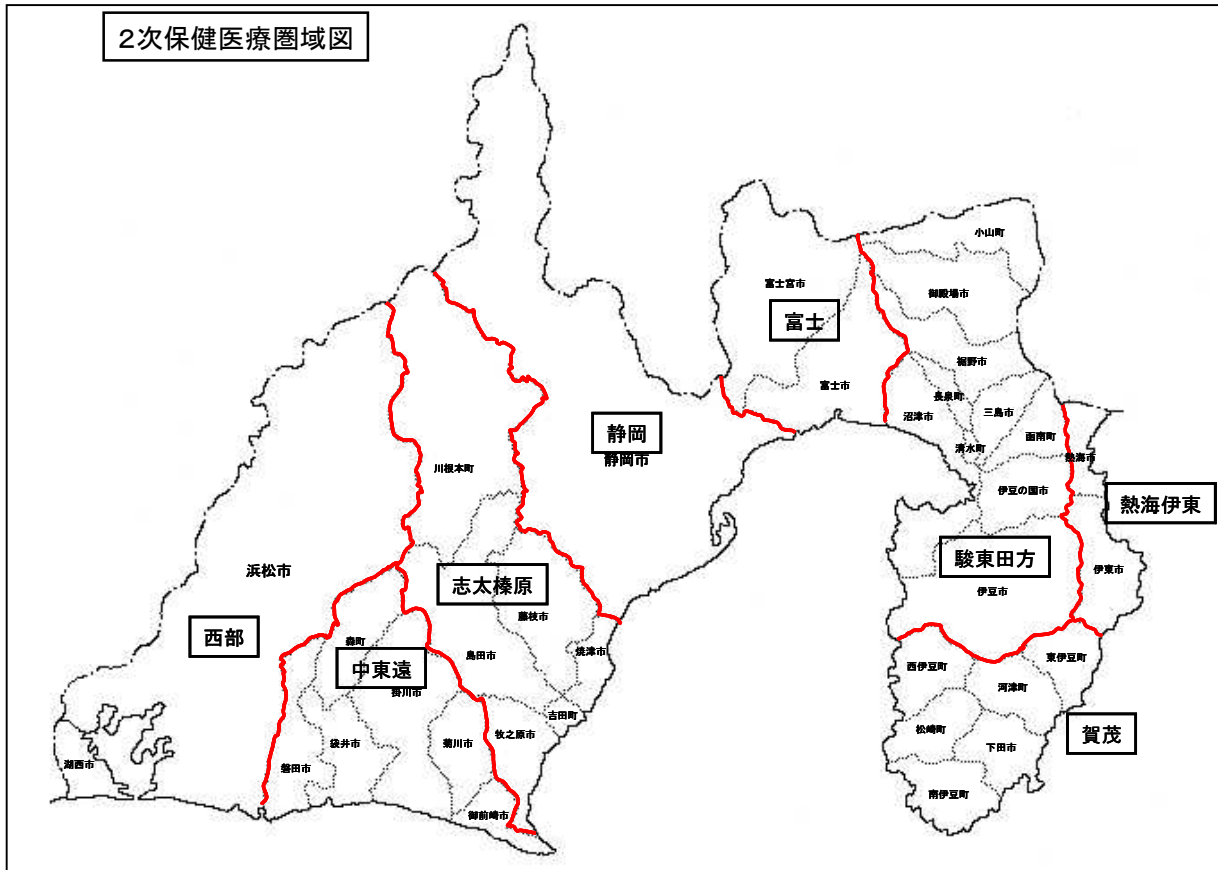 ２次保健医療圏域図
小山町
富士宮市
御殿場市
富士
裾野市
富士市
長泉町
沼津市
三島市
静岡
静岡市
清水町
函南町
熱海市
川根本町
伊豆の国市
熱海伊東
駿東田方
浜松市
志太榛原
伊東市
伊豆市
藤枝市
西部
森町
島田市
焼津市
東伊豆町
中東遠
西伊豆町
掛川市
河津町
吉田町
松崎町
賀茂
牧之原市
袋井市
菊川市
下田市
湖西市
磐田市
南伊豆町
御前崎市